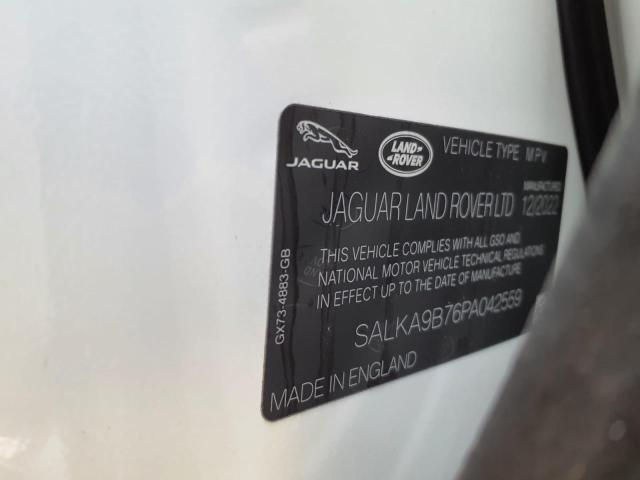 JAGUAR
LAND
ROVER
VEHICLE TYPE MPV
JAGUAR LAND ROVER LTD
MANUFACTURED
12/2022
THIS VEHICLE COMPLIES WITH ALL GSO AND
NATIONAL MOTOR VEHICLE TECHNICAL REGULATIONS
IN EFFECT UP TO THE DATE OF MANUFACTURE
SALKA9B76PA042559
MADE IN ENGLAND
GX73-4883-GB